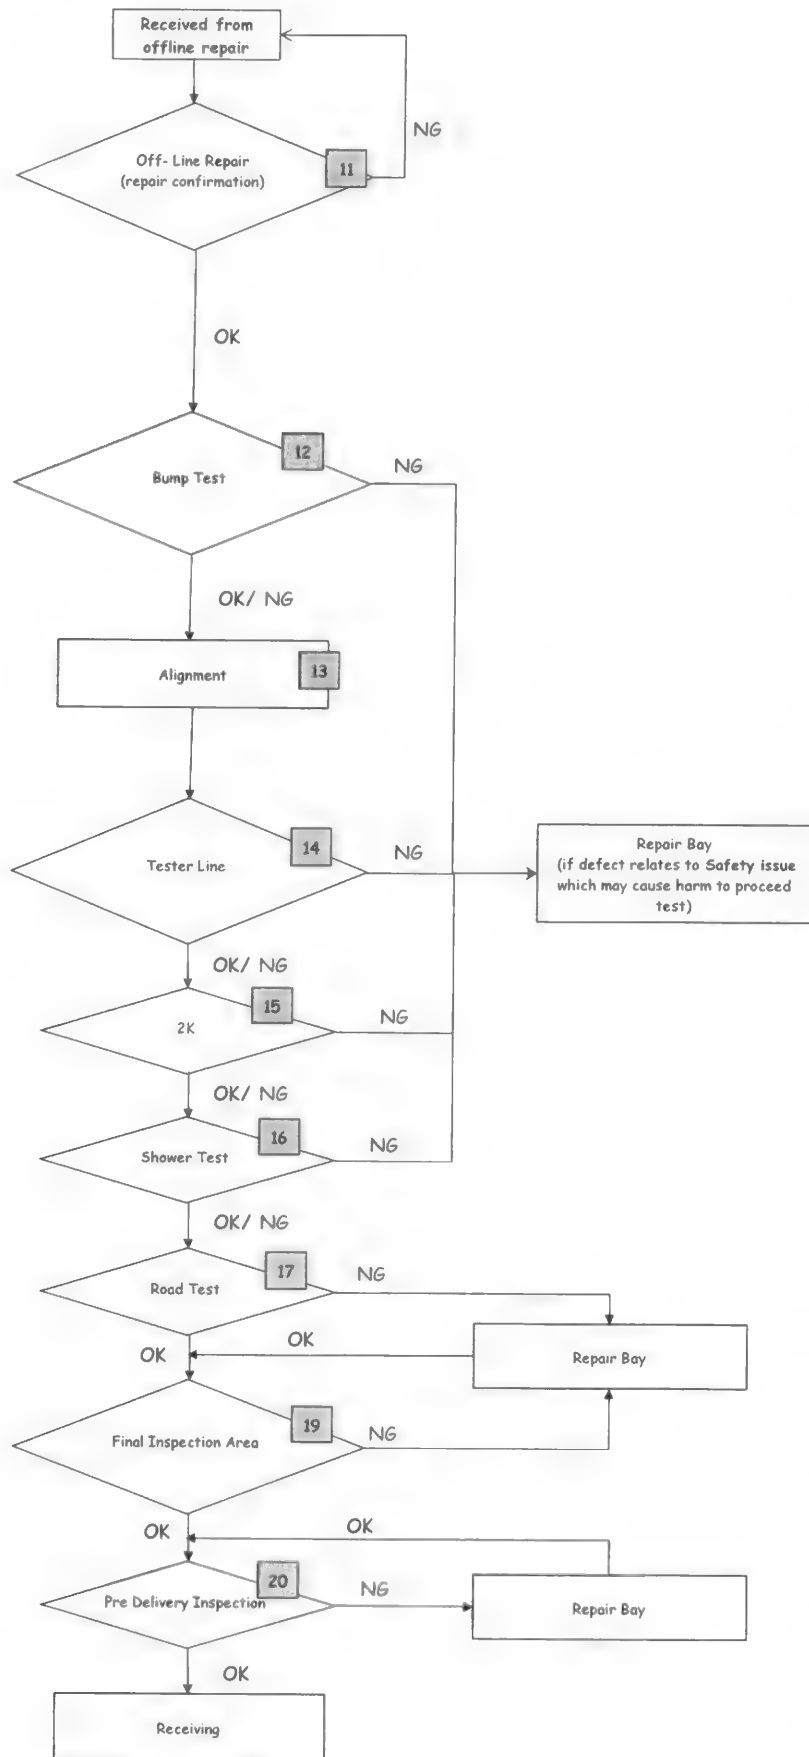 Received from
offline repair
NG
Off- Line Repair
(repair confirmation)
11
OK
12
NG
Bump Test
OK/ NG
Alignment
13
14
NG
Tester Line
Repair Bay
(if defect relates to Safety issue
which may cause harm to proceed
test)
OK/ NG
15
NG
2K
OK/ NG
16
NG
Shower Test
OK/ NG
17
NG
Road Test
OK
OK
Repair Bay
19
NG
Final Inspection Area
OK
OK
20
NG
Pre Delivery Inspection
Repair Bay
OK
Receiving